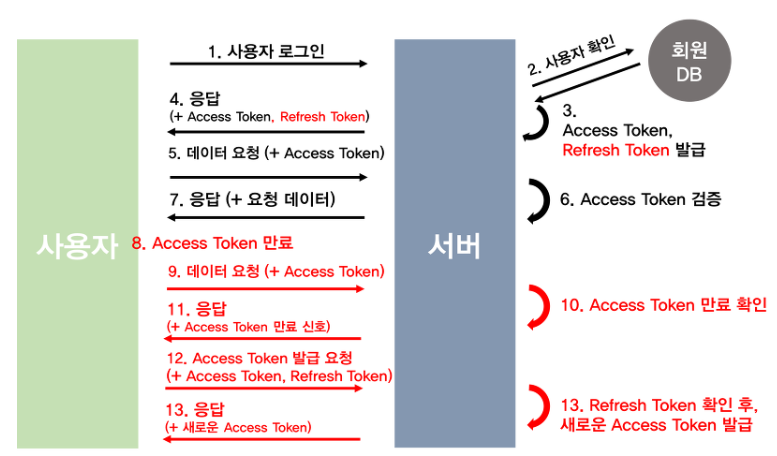 1. 사용자 로그인
2. 사용자 확인
회원
DB
3.
Access Token,
Refresh Token 발급
4. 응답
(+ Access Token, Refresh Token)
5. 데이터 요청 (+ Access Token)
6. Access Token 검증
7. 응답 (+ 요청 데이터)
사용자
서버
8. Access Token 만료
9. 데이터 요청 (+ Access Token)
10. Access Token 만료 확인
11. 응답
(+ Access Token 만료 신호)
12. Access Token 발급 요청
(+ Access Token, Refresh Token)
13. Refresh Token 확인 후,
새로운 Access Token 발급
13. 응답
(+ 새로운 Access Token)